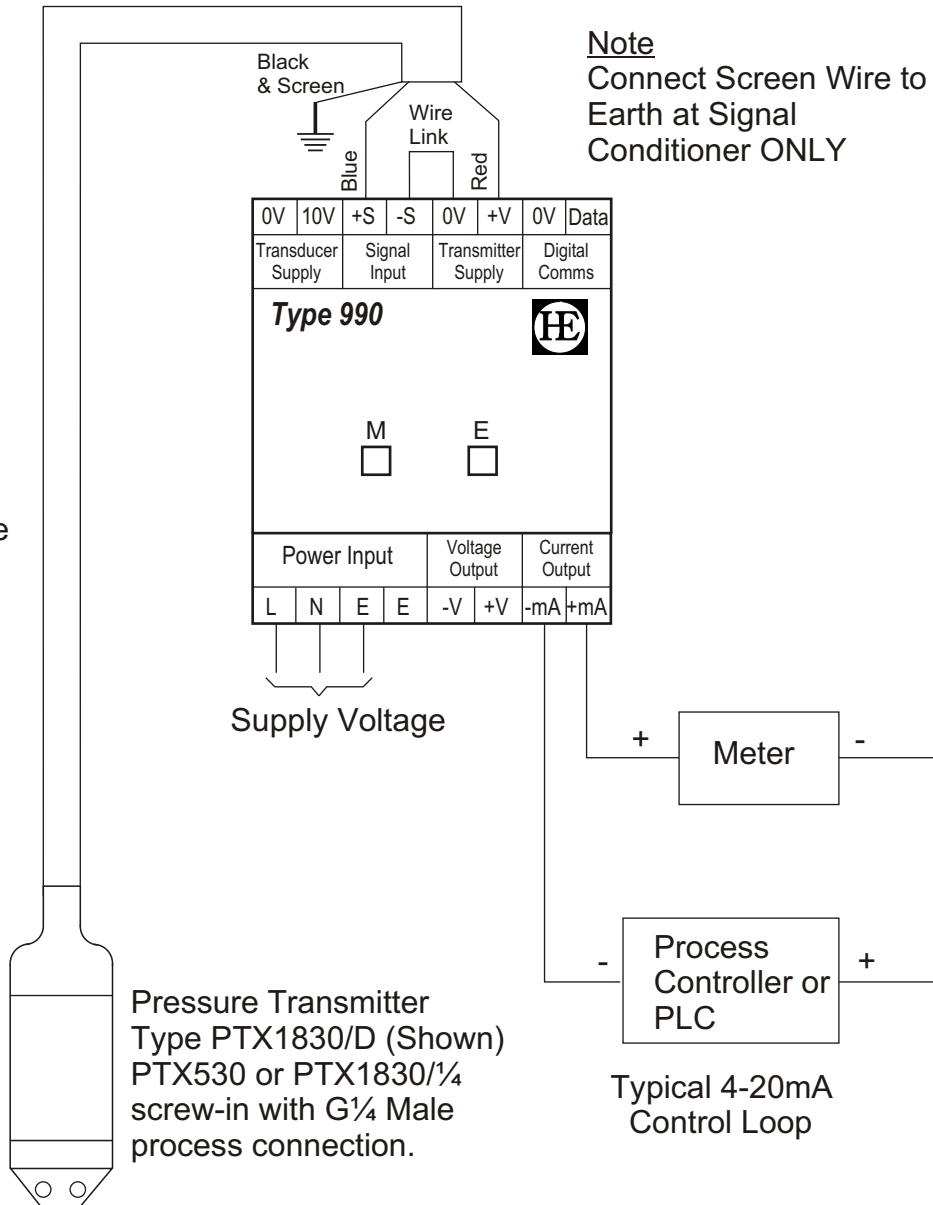 Note
Connect Screen Wire to
Earth at Signal
Conditioner ONLY
Black
& Screen
Wire
Link
Blue
Red
0V 10V +S -S 0V +V 0V Data
Transducer Supply
Signal Input
Transmitter Supply
Digital Comms
Type 990
HE
M E
e
Power Input
Voltage Output
Current Output
L N E E -V +V -mA +mA
Supply Voltage
+ Meter -
- Process
Controller or +
PLC
Typical 4-20mA
Control Loop
Pressure Transmitter
Type PTX1830/D (Shown)
PTX530 or PTX1830/¼
screw-in with G¼ Male
process connection.